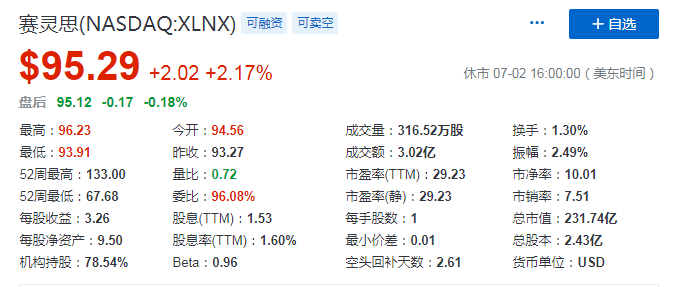 赛灵思(NASDAQ:XLNX) 可融资 可卖空 ··· +自选
$95.29 +2.02 +2.17% 休市 07-02 16:00:00（美东时间）
盘后 95.12 -0.17 -0.18%
最高：96.23 今开：94.56 成交量：316.52万股 换手：1.30%
最低：93.91 昨收：93.27 成交额：3.02亿 振幅：2.49%
52周最高：133.00 量比：0.72 市盈率(TTM)：29.23 市净率：10.01
52周最低：67.68 委比：96.08% 市盈率(静)：29.23 市销率：7.51
每股收益：3.26 股息(TTM)：1.53 每手股数：1 总市值：231.74亿
每股净资产：9.50 股息率(TTM)：1.60% 最小价差：0.01 总股本：2.43亿
机构持股：78.54% Beta：0.96 空头回补天数：2.61 货币单位：USD